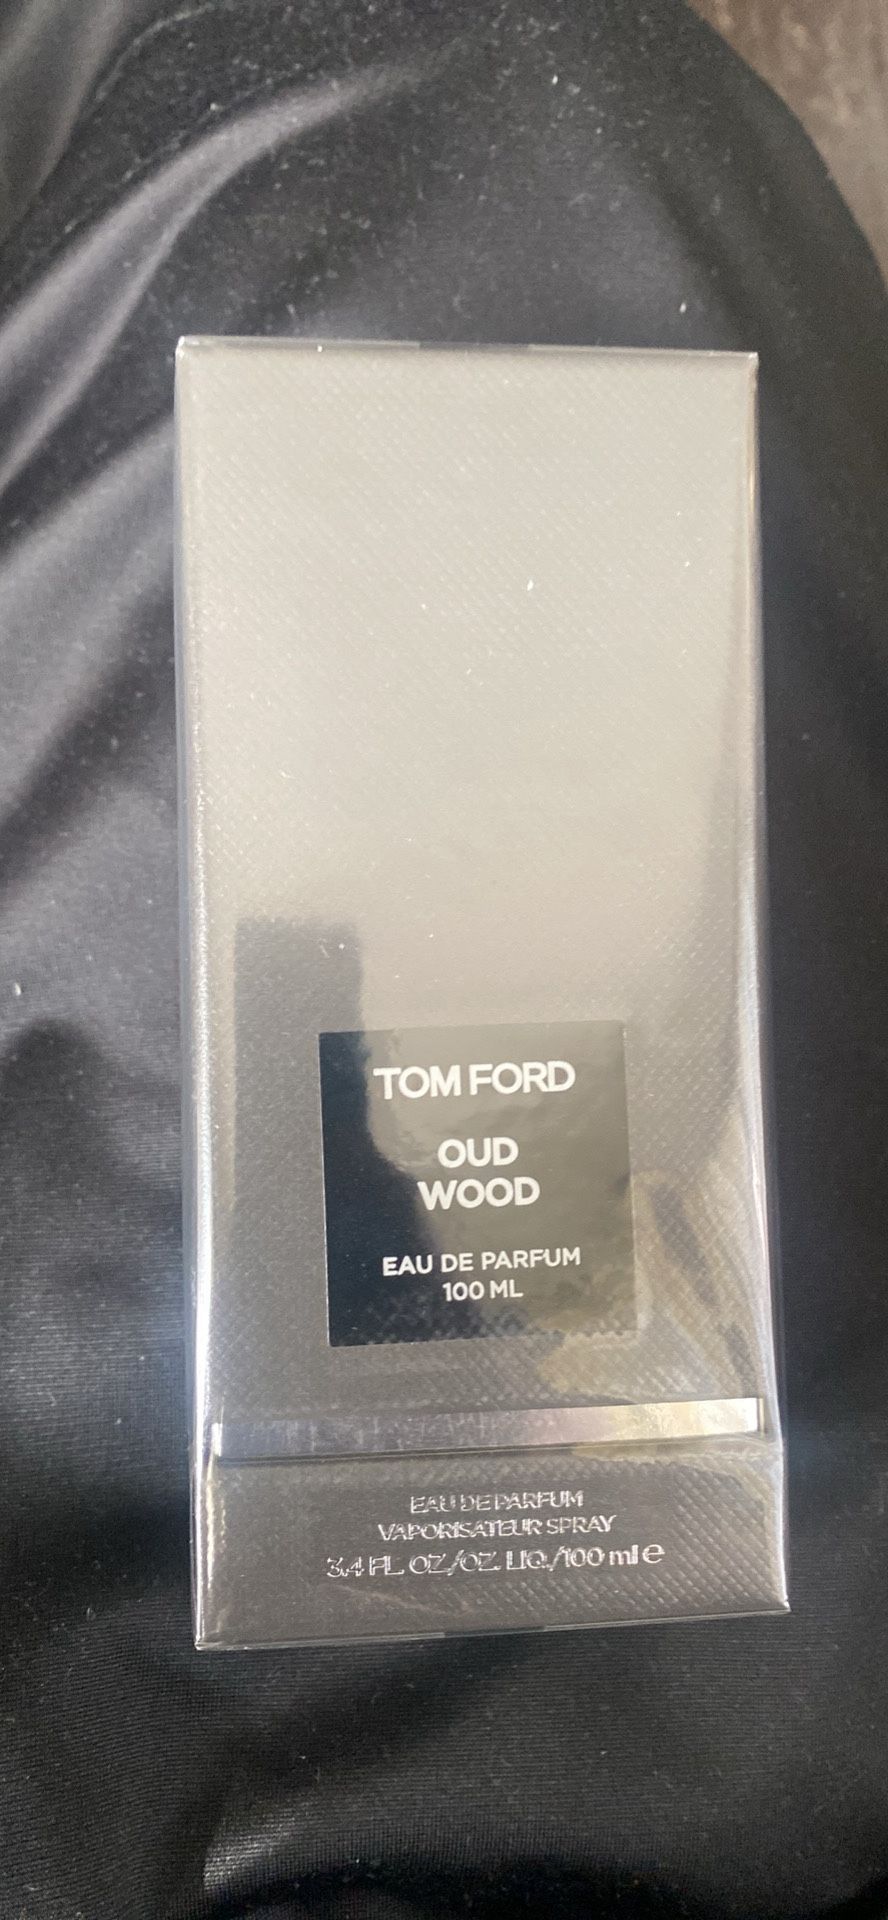 TOM FORD
OUD
WOOD
EAU DE PARFUM
100 ML
EAU DE PARFUM
VAPORISATEUR SPRAY
3.4 FL. OZ./OZ. LIQ./100 ml e